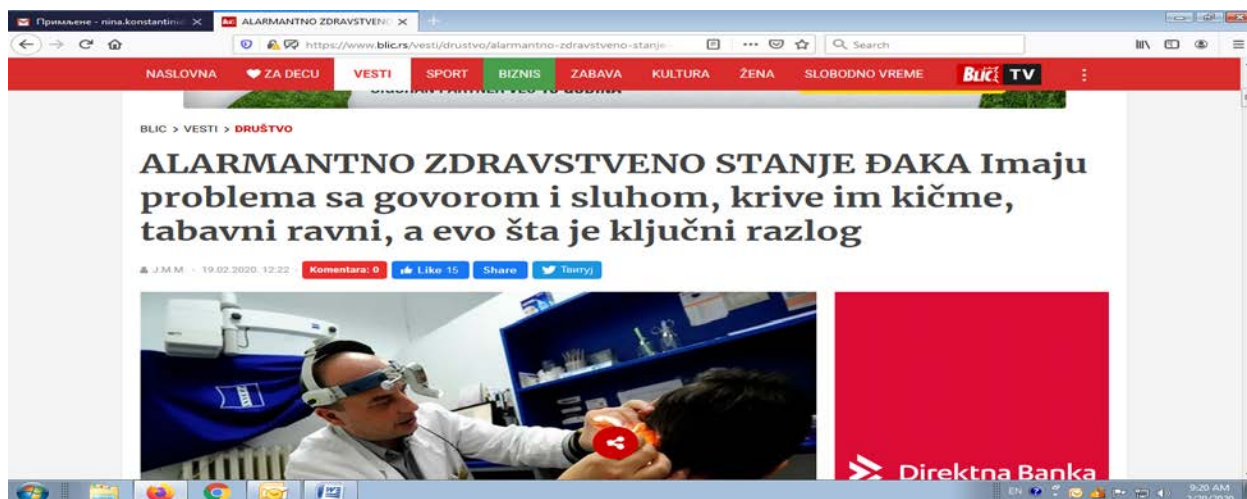 Примљене - nina.konstantin
ALARMANTNO ZDRAVSTVEN
https://www.blic.rs/vesti/drustvo/alarmantno-zdravstveno-stanje
Search
NASLOVNA ZA DECU VESTI SPORT BIZNIS ZABAVA KULTURA ŽENA SLOBODNO VREME Blic TV
BLIC > VESTI > DRUŠTVO
ALARMANTNO ZDRAVSTVENO STANJE ĐAKA Imaju
problema sa govorom i sluhom, krive im kičme,
tabavni ravni, a evo šta je ključni razlog
J.M.M. - 19.02.2020. 12:22 Komentara: 0 Like 15 Share Твитуј
ZEISS
Direktna Banka
EN
9:20 AM